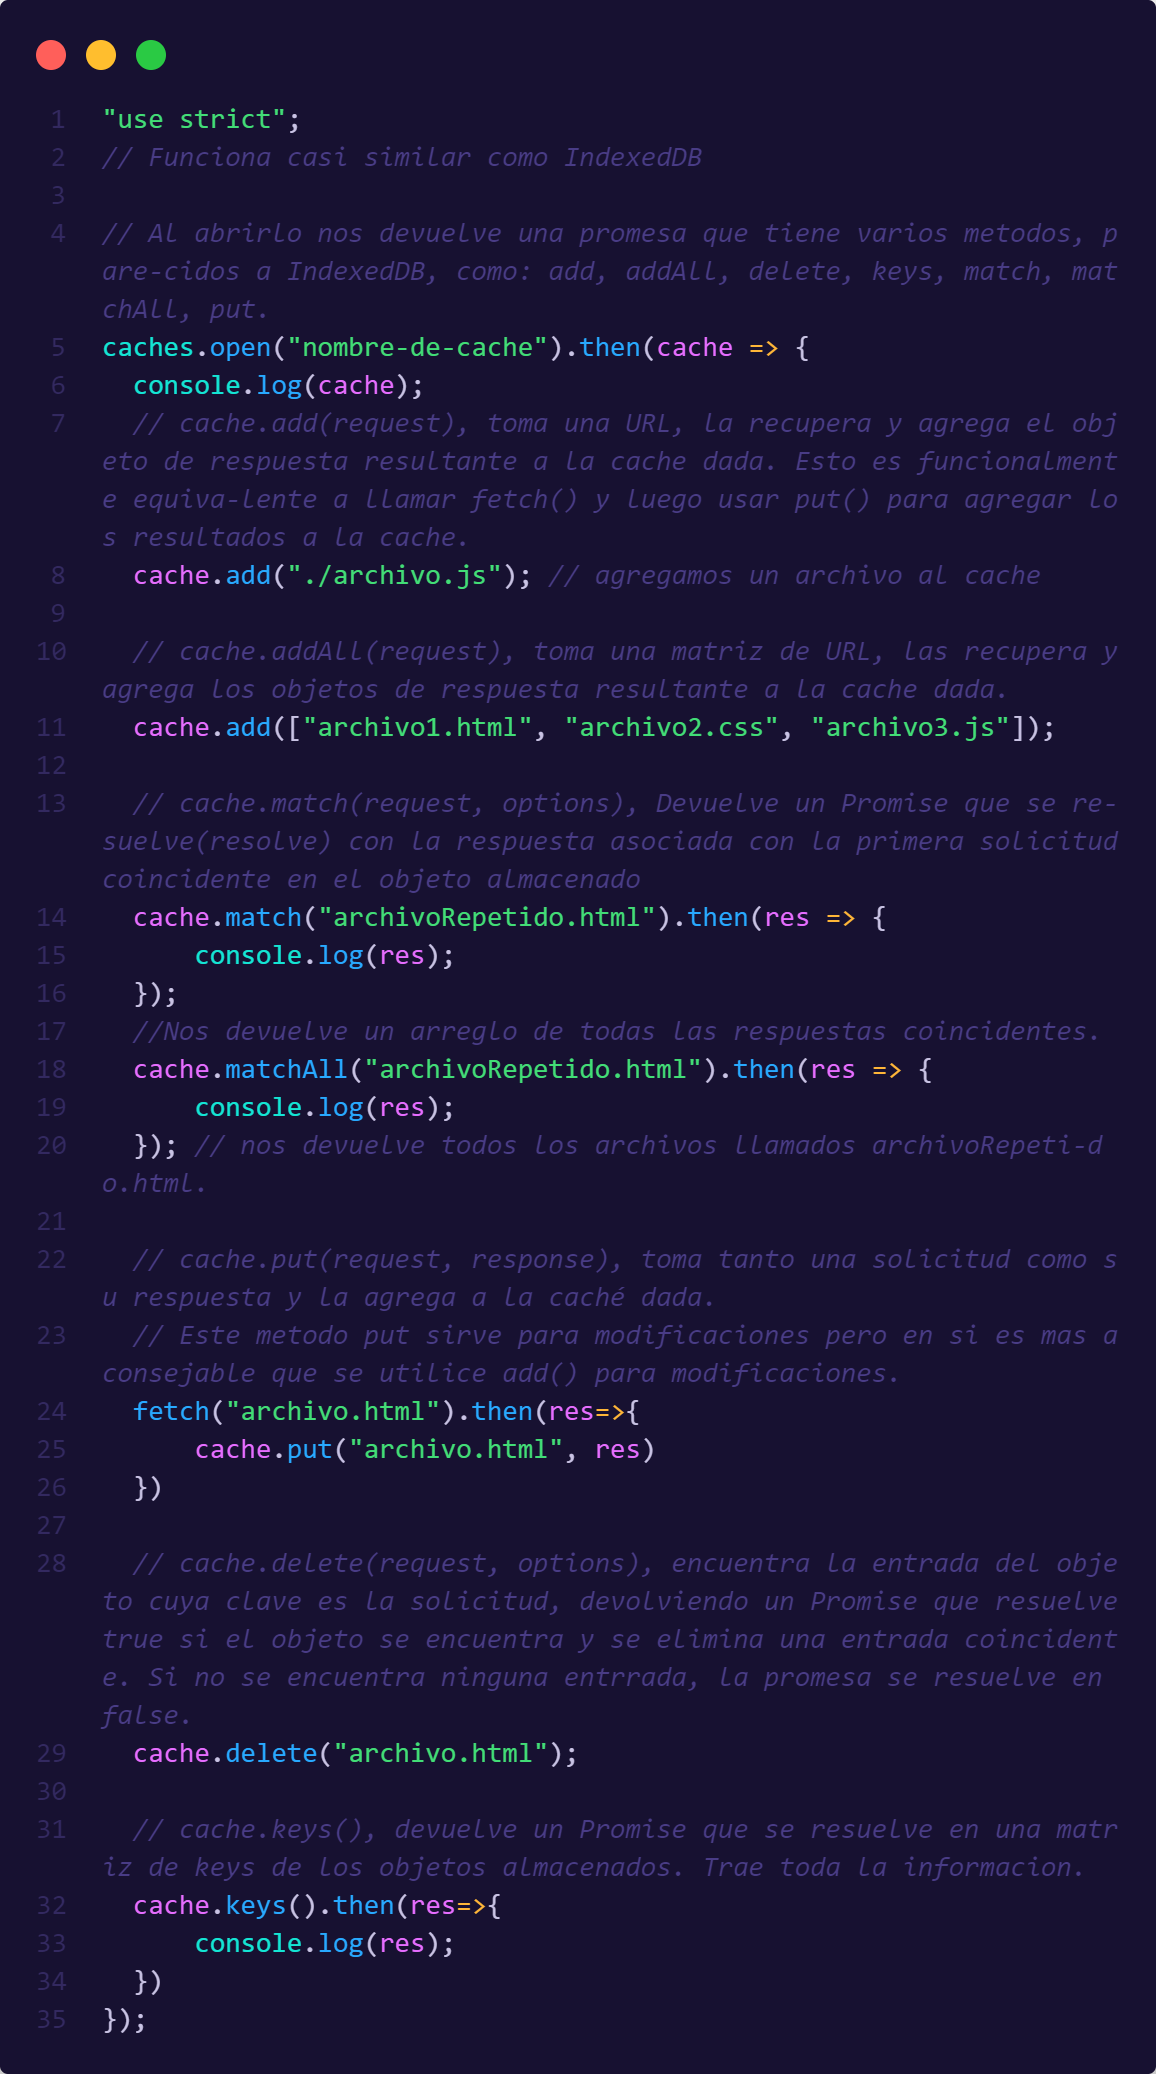 1 "use strict";
2 // Funciona casi similar como IndexedDB
3
4 // Al abrirlo nos devuelve una promesa que tiene varios metodos, p
are-cidos a IndexedDB, como: add, addAll, delete, keys, match, mat
chAll, put.
5 caches.open("nombre-de-cache").then(cache => {
6   console.log(cache);
7   // cache.add(request), toma una URL, la recupera y agrega el obj
eto de respuesta resultante a la cache dada. Esto es funcionalment
e equiva-lente a llamar fetch() y luego usar put() para agregar lo
s resultados a la cache.
8   cache.add("./archivo.js"); // agregamos un archivo al cache
9
10   // cache.addAll(request), toma una matriz de URL, las recupera y
agrega los objetos de respuesta resultante a la cache dada.
11   cache.add(["archivo1.html", "archivo2.css", "archivo3.js"]);
12
13   // cache.match(request, options), Devuelve un Promise que se re-
suelve(resolve) con la respuesta asociada con la primera solicitud
coincidente en el objeto almacenado
14   cache.match("archivoRepetido.html").then(res => {
15       console.log(res);
16   });
17   //Nos devuelve un arreglo de todas las respuestas coincidentes.
18   cache.matchAll("archivoRepetido.html").then(res => {
19       console.log(res);
20   }); // nos devuelve todos los archivos llamados archivoRepeti-d
o.html.
21
22   // cache.put(request, response), toma tanto una solicitud como s
u respuesta y la agrega a la caché dada.
23   // Este metodo put sirve para modificaciones pero en si es mas a
consejable que se utilice add() para modificaciones.
24   fetch("archivo.html").then(res=>{
25       cache.put("archivo.html", res)
26   })
27
28   // cache.delete(request, options), encuentra la entrada del obje
to cuya clave es la solicitud, devolviendo un Promise que resuelve
true si el objeto se encuentra y se elimina una entrada coincident
e. Si no se encuentra ninguna entrrada, la promesa se resuelve en
false.
29   cache.delete("archivo.html");
30
31   // cache.keys(), devuelve un Promise que se resuelve en una matr
iz de keys de los objetos almacenados. Trae toda la informacion.
32   cache.keys().then(res=>{
33       console.log(res);
34   })
35 });